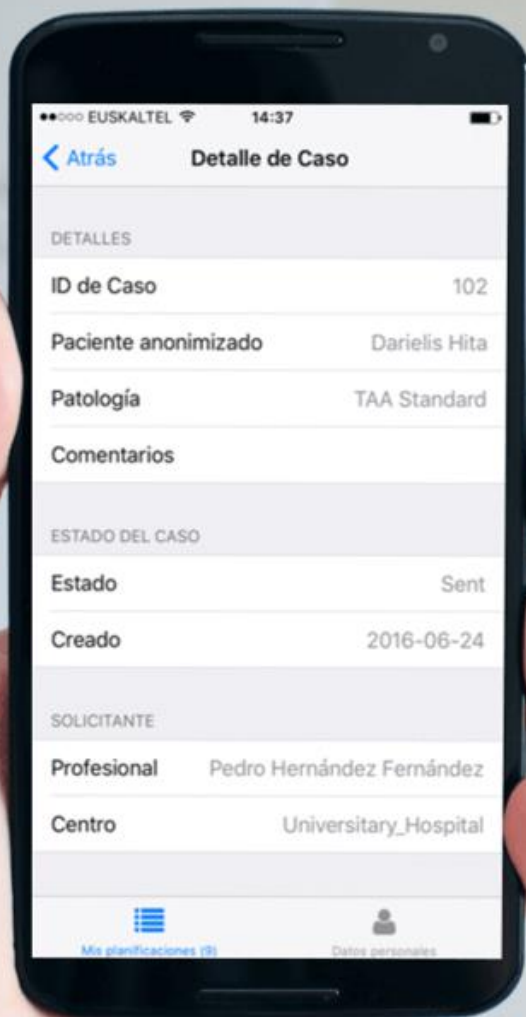 EUSKALTEL 14:37
Atrás Detalle de Caso
DETALLES
ID de Caso 102
Paciente anonimizado Darielis Hita
Patología TAA Standard
Comentarios
ESTADO DEL CASO
Estado Sent
Creado 2016-06-24
SOLICITANTE
Profesional Pedro Hernández Fernández
Centro Universitary_Hospital
Mis planificaciones (9) Datos personales